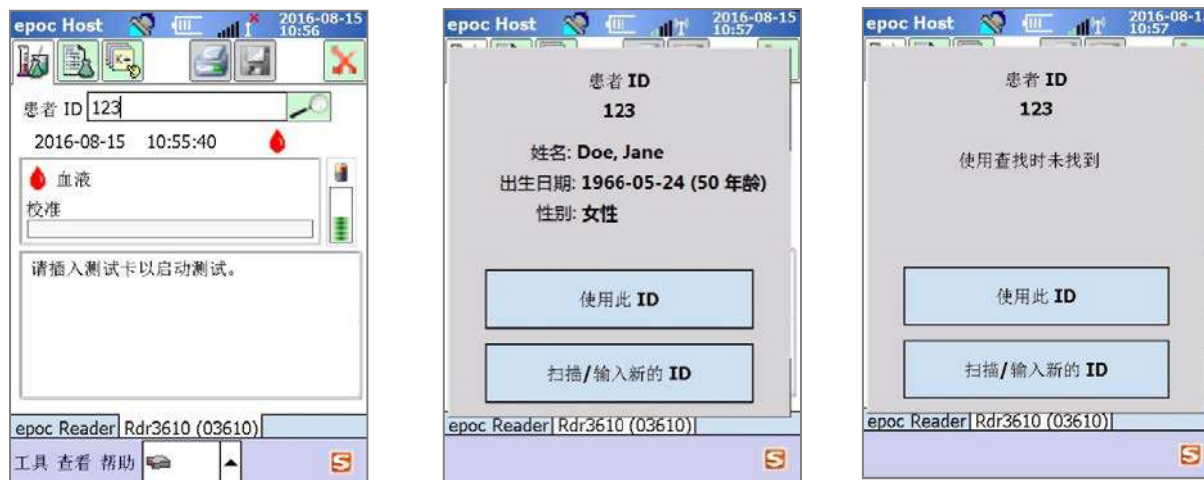 epoc Host 2016-08-15
10:56
患者 ID 123
2016-08-15 10:55:40
血液
校准
请插入测试卡以启动测试。
epoc Reader Rdr3610 (03610)
工具 查看 帮助
S
epoc Host 2016-08-15
10:57
患者 ID
123
姓名: Doe, Jane
出生日期: 1966-05-24 (50 年龄)
性别: 女性
使用此 ID
扫描/输入新的 ID
epoc Reader Rdr3610 (03610)
S
epoc Host 2016-08-1
10:57
患者 ID
123
使用查找时未找到
使用此 ID
扫描/输入新的 ID
epoc Reader Rdr3610 (03610)
S